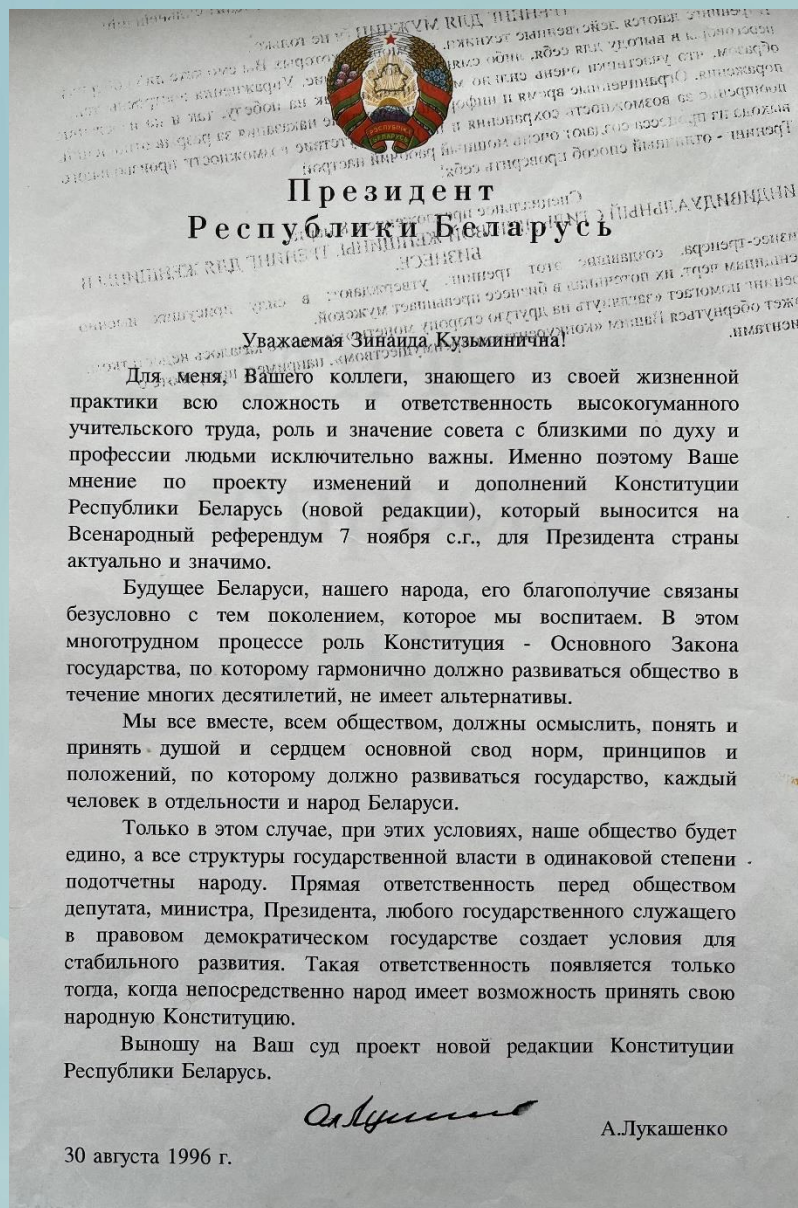 РЭСПУБЛІКА
БЕЛАРУСЬ
Президент
Республики Беларусь
Уважаемая Зинаида Кузьминична!
Для меня, Вашего коллеги, знающего из своей жизненной
практики всю сложность и ответственность высокогуманного
учительского труда, роль и значение совета с близкими по духу и
профессии людьми исключительно важны. Именно поэтому Ваше
мнение по проекту изменений и дополнений Конституции
Республики Беларусь (новой редакции), который выносится на
Всенародный референдум 7 ноября с.г., для Президента страны
актуально и значимо.
Будущее Беларуси, нашего народа, его благополучие связаны
безусловно с тем поколением, которое мы воспитаем. В этом
многотрудном процессе роль Конституция - Основного Закона
государства, по которому гармонично должно развиваться общество в
течение многих десятилетий, не имеет альтернативы.
Мы все вместе, всем обществом, должны осмыслить, понять и
принять душой и сердцем основной свод норм, принципов и
положений, по которому должно развиваться государство, каждый
человек в отдельности и народ Беларуси.
Только в этом случае, при этих условиях, наше общество будет
едино, а все структуры государственной власти в одинаковой степени
подотчетны народу. Прямая ответственность перед обществом
депутата, министра, Президента, любого государственного служащего
в правовом демократическом государстве создает условия для
стабильного развития. Такая ответственность появляется только
тогда, когда непосредственно народ имеет возможность принять свою
народную Конституцию.
Выношу на Ваш суд проект новой редакции Конституции
Республики Беларусь.
А.Лукашенко
30 августа 1996 г.